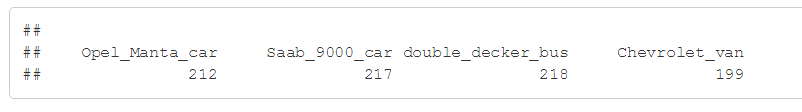 ##
##    Opel_Manta_car     Saab_9000_car double_decker_bus     Chevrolet_van
##               212               217               218               199